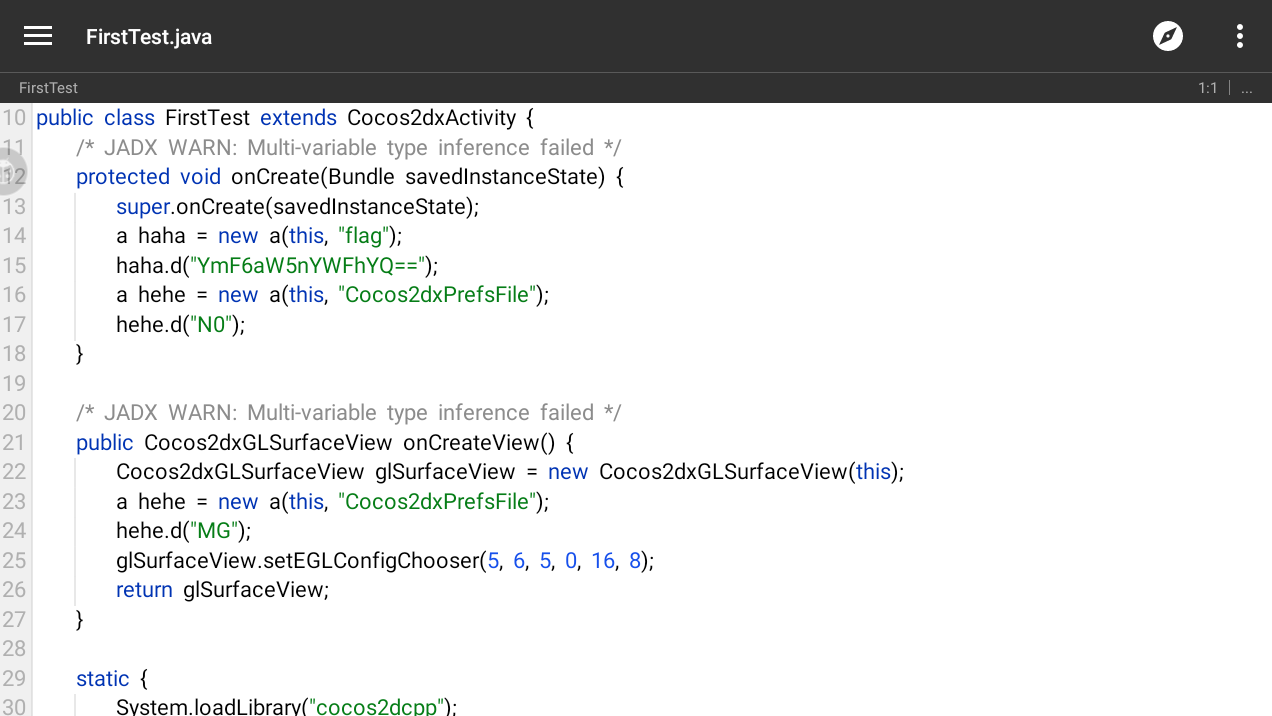 FirstTest.java
FirstTest 1:1 ...
10 public class FirstTest extends Cocos2dxActivity {
11 /* JADX WARN: Multi-variable type inference failed */
12 protected void onCreate(Bundle savedInstanceState) {
13 super.onCreate(savedInstanceState);
14 a haha = new a(this, "flag");
15 haha.d("YmF6aW5nYWFhYQ==");
16 a hehe = new a(this, "Cocos2dxPrefsFile");
17 hehe.d("N0");
18 }
19
20 /* JADX WARN: Multi-variable type inference failed */
21 public Cocos2dxGLSurfaceView onCreateView() {
22 Cocos2dxGLSurfaceView glSurfaceView = new Cocos2dxGLSurfaceView(this);
23 a hehe = new a(this, "Cocos2dxPrefsFile");
24 hehe.d("MG");
25 glSurfaceView.setEGLConfigChooser(5, 6, 5, 0, 16, 8);
26 return glSurfaceView;
27 }
28
29 static {
30 System.loadLibrary("cocos2dcpp");